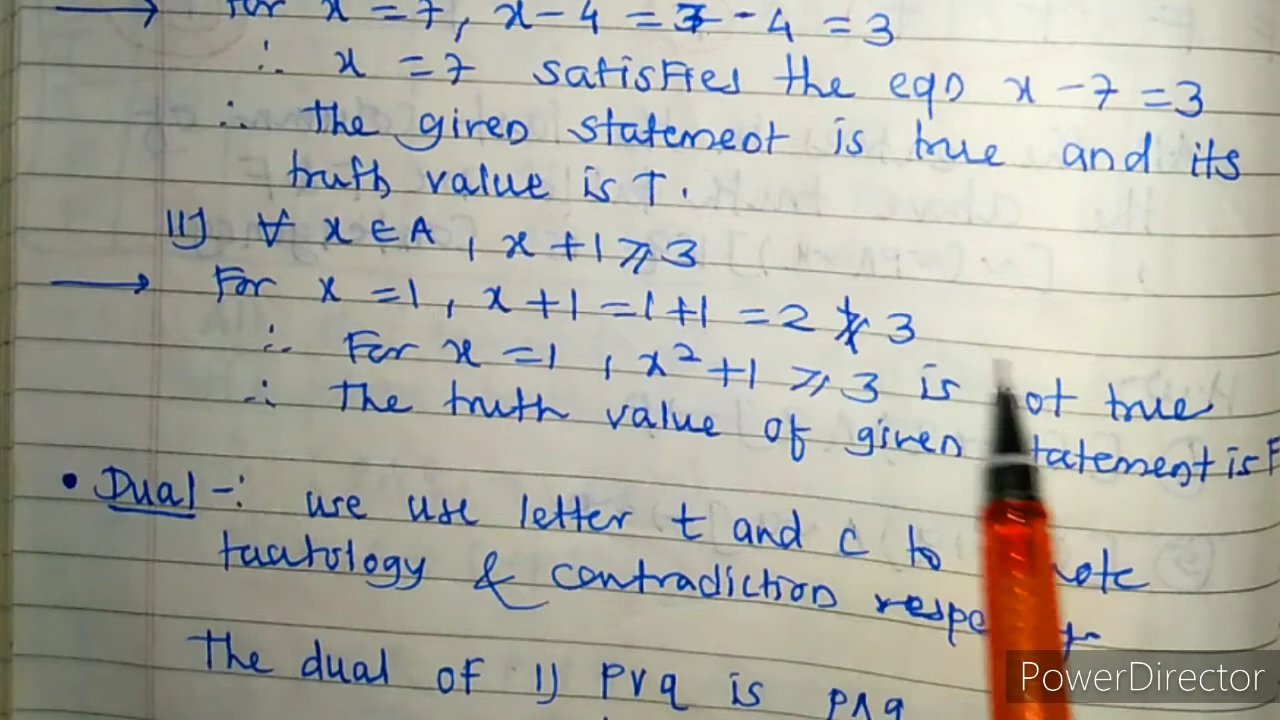 For x = 7, x - 4 = 7 - 4 = 3
∴ x = 7 satisfies the eqn x - 7 = 3
∴ The given statement is true and its
truth value is T.
II) ∀ x ∈ A, x + 1 ⩾ 3
For x = 1, x + 1 = 1 + 1 = 2 ≱ 3
∴ For x = 1, x² + 1 ⩾ 3 is not true
∴ The truth value of given statement is F
• Dual -: use use letter t and c to
tautology & contradiction
The dual of 1) p∨q is p∧q
PowerDirector